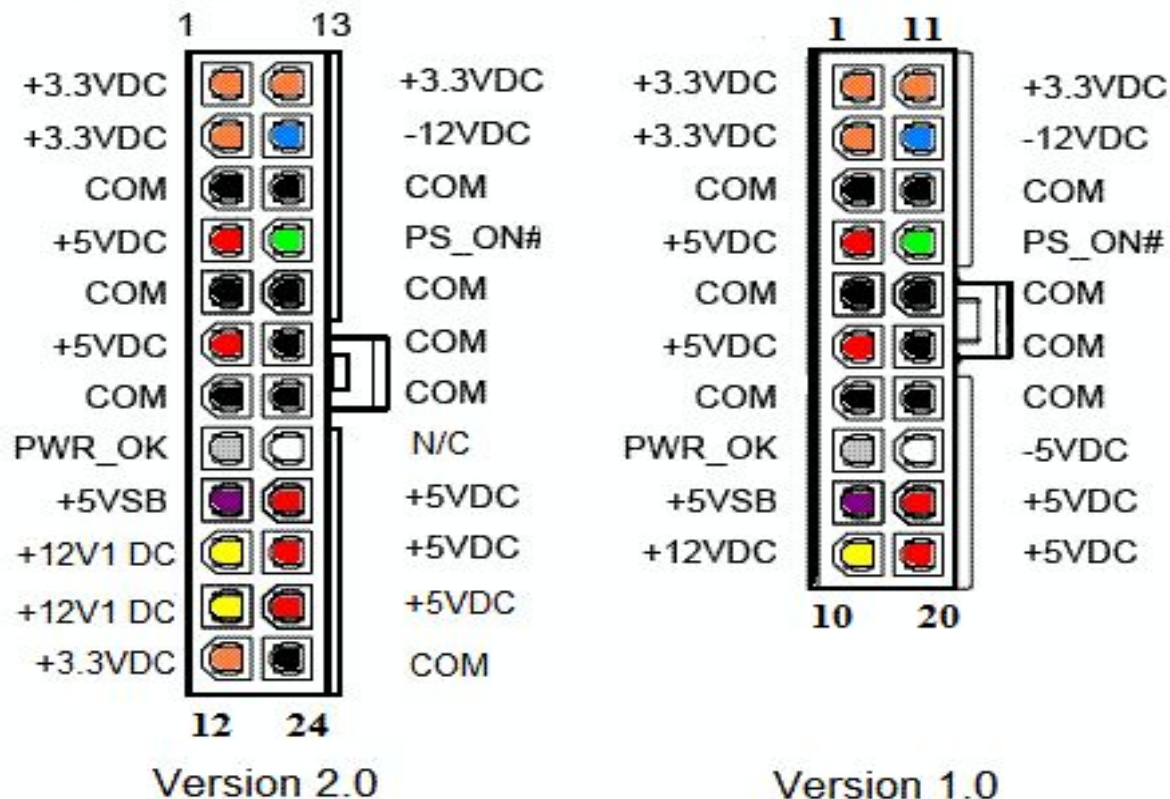 1 13
+3.3VDC +3.3VDC
+3.3VDC -12VDC
COM COM
+5VDC PS_ON#
COM COM
+5VDC COM
COM COM
PWR_OK N/C
+5VSB +5VDC
+12V1 DC +5VDC
+12V1 DC +5VDC
+3.3VDC COM
12 24
Version 2.0
1 11
+3.3VDC +3.3VDC
+3.3VDC -12VDC
COM COM
+5VDC PS_ON#
COM COM
+5VDC COM
COM COM
PWR_OK -5VDC
+5VSB +5VDC
+12VDC +5VDC
10 20
Version 1.0